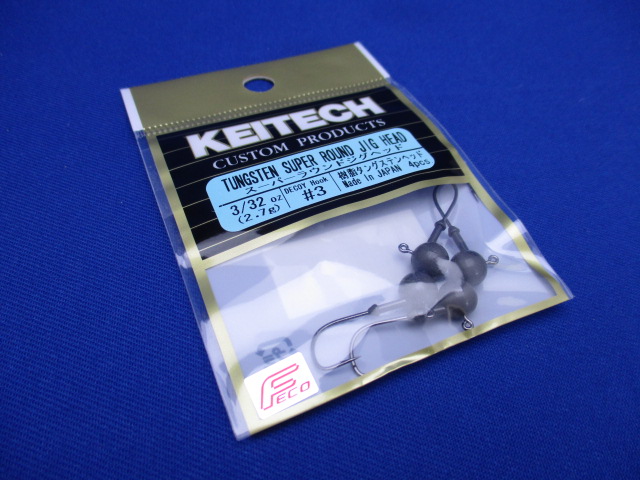 KEITECH
CUSTOM PRODUCTS
TUNGSTEN SUPER ROUND JIG HEAD
スーパーラウンドジグヘッド
3/32 oz
(2.7g)
DECOY Hook
#3
樹脂タングステンヘッド
Made in JAPAN 4pcs
FECO